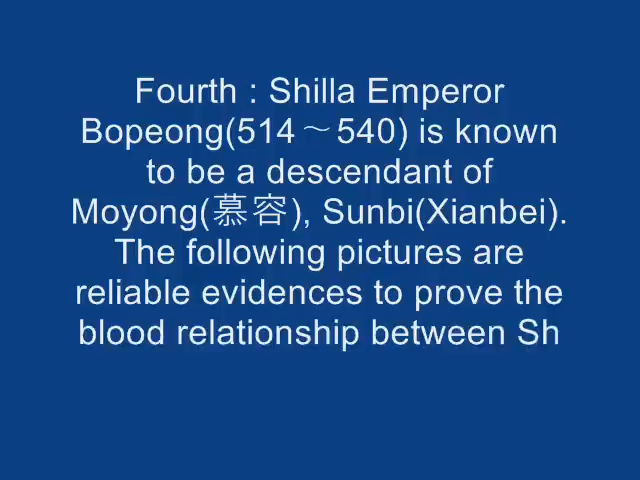 Fourth : Shilla Emperor
Bopeong(514～540) is known
to be a descendant of
Moyong(慕容), Sunbi(Xianbei).
The following pictures are
reliable evidences to prove the
blood relationship between Sh